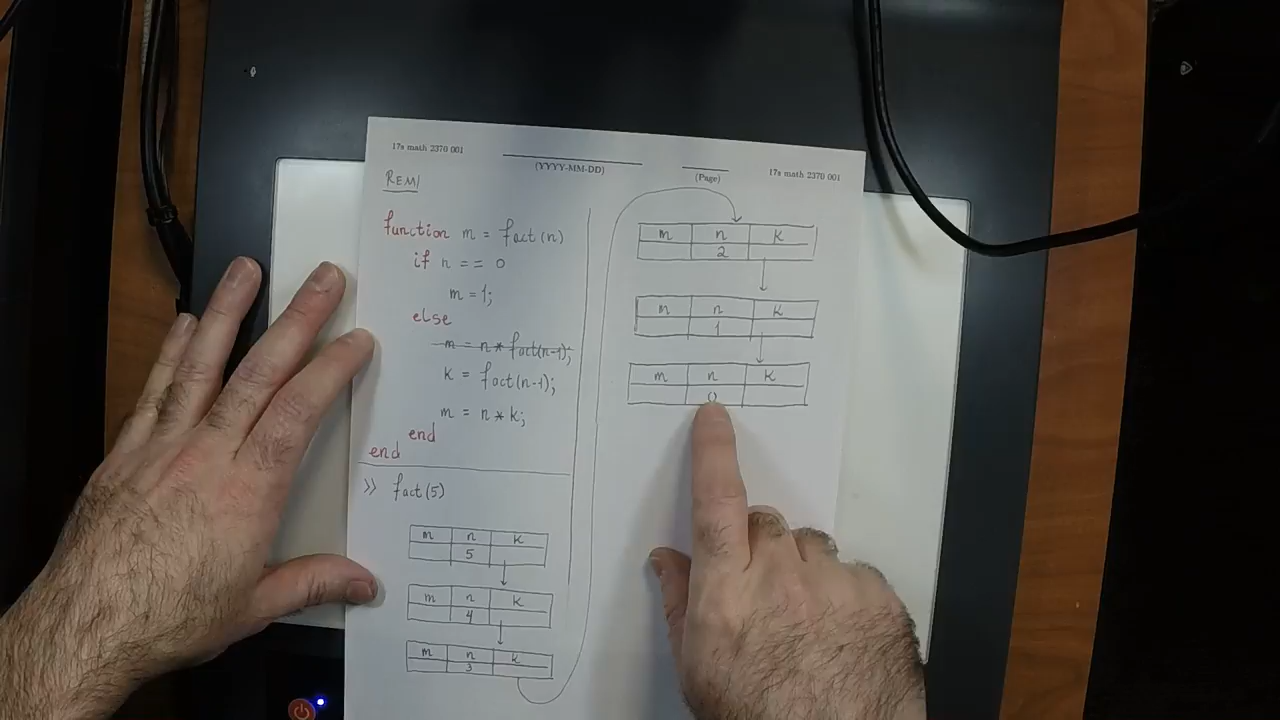 17s math 2370 001
(YYYY-MM-DD)
(Page)
17s math 2370 001
REM/
function m = fact(n)
if n == 0
m = 1;
else
m = n * fact(n-1);
k = fact(n-1);
m = n * k;
end
end
>> fact(5)
m n k
5
m n k
4
m n k
3
m n k
2
m n k
1
m n k
0